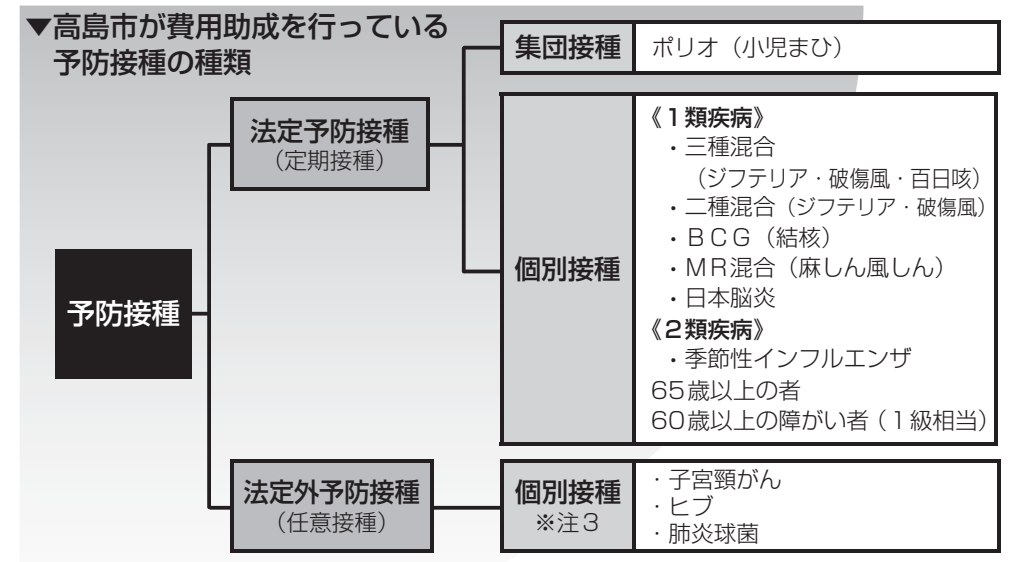 ▼高島市が費用助成を行っている
予防接種の種類
予防接種
法定予防接種
（定期接種）
集団接種
ポリオ（小児まひ）
個別接種
《１類疾病》
・三種混合
（ジフテリア・破傷風・百日咳）
・二種混合（ジフテリア・破傷風）
・ＢＣＧ（結核）
・ＭＲ混合（麻しん風しん）
・日本脳炎
《２類疾病》
・季節性インフルエンザ
65歳以上の者
60歳以上の障がい者（１級相当）
法定外予防接種
（任意接種）
個別接種
※注３
・子宮頸がん
・ヒブ
・肺炎球菌